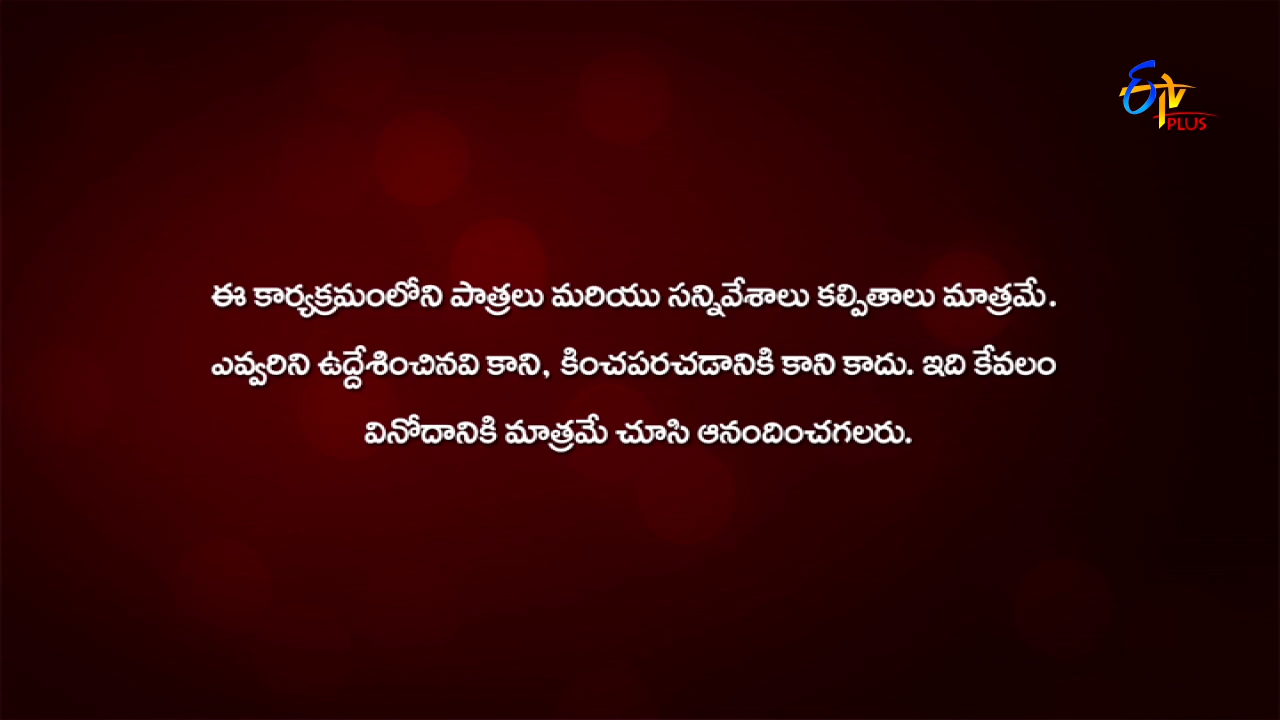 ETV
PLUS
ఈ కార్యక్రమంలోని పాత్రలు మరియు సన్నివేశాలు కల్పితాలు మాత్రమే.
ఎవ్వరిని ఉద్దేశించినవి కాని, కించపరచడానికి కాని కాదు. ఇది కేవలం
వినోదానికి మాత్రమే చూసి ఆనందించగలరు.